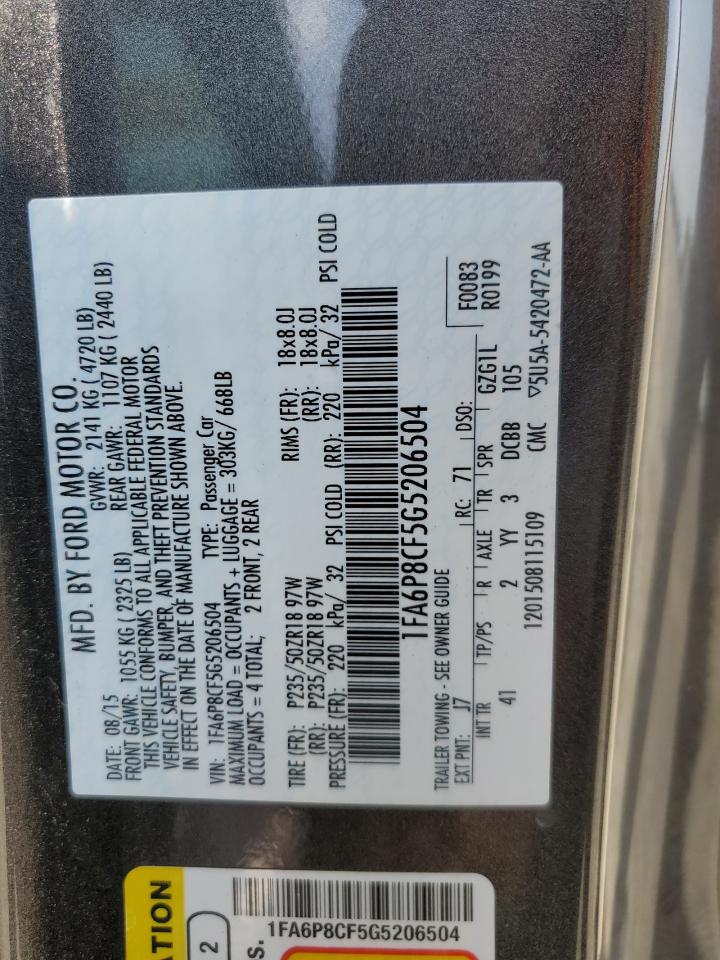 MFD. BY FORD MOTOR CO.
DATE: 08/15 GVWR: 2141 KG ( 4720 LB)
FRONT GAWR: 1055 KG ( 2325 LB) REAR GAWR: 1107 KG ( 2440 LB)
THIS VEHICLE CONFORMS TO ALL APPLICABLE FEDERAL MOTOR
VEHICLE SAFETY, BUMPER, AND THEFT PREVENTION STANDARDS
IN EFFECT ON THE DATE OF MANUFACTURE SHOWN ABOVE.
VIN: 1FA6P8CF5G5206504 TYPE: Passenger Car
MAXIMUM LOAD = OCCUPANTS + LUGGAGE = 303KG/ 668LB
OCCUPANTS = 4 TOTAL; 2 FRONT, 2 REAR
TIRE (FR): P235/50ZR18 97W RIMS (FR): 18x8.0J
(RR): P235/50ZR18 97W (RR): 18x8.0J
PRESSURE (FR): 220 kPa/ 32 PSI COLD (RR): 220 kPa/ 32 PSI COLD
1FA6P8CF5G5206504
TRAILER TOWING - SEE OWNER GUIDE F0083
EXT PNT: J7 RC: 71 DSO: R0199
INT TR TP/PS R AXLE TR SPR GZG1L
41 2 YY 3 DCBB 105
1201508115109 CMC ▽5U5A-5420472-AA
ATION
2
s.
1FA6P8CF5G5206504